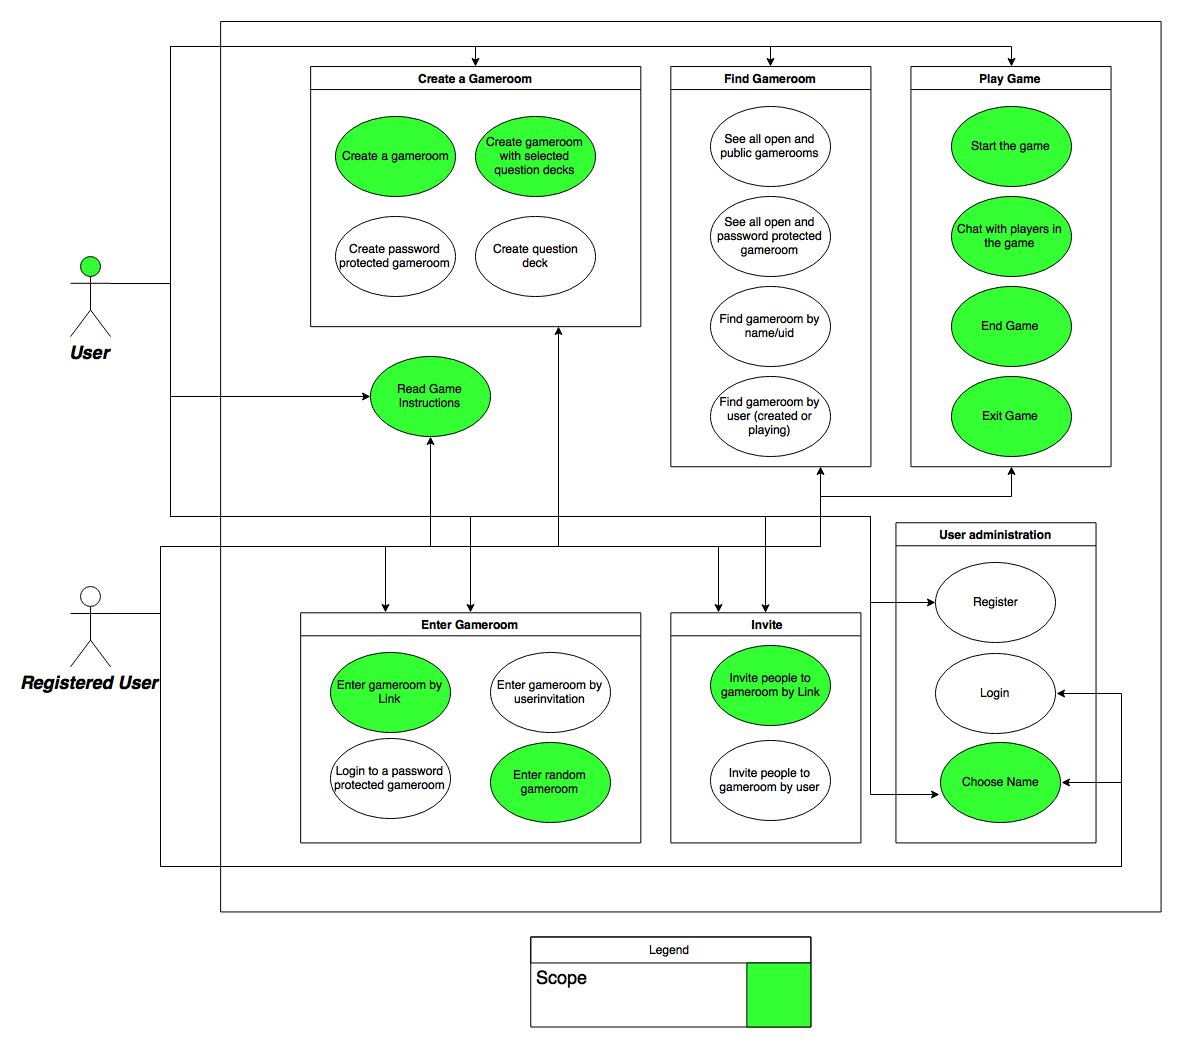 Create a Gameroom
Create a gameroom
Create gameroom
with selected
question decks
Create password
protected gameroom
Create question
deck
Find Gameroom
See all open and
public gamerooms
See all open and
password protected
gameroom
Find gameroom by
name/uid
Find gameroom by
user (created or
playing)
Play Game
Start the game
Chat with players in
the game
End Game
Exit Game
User
Read Game
Instructions
Registered User
Enter Gameroom
Enter gameroom by
Link
Enter gameroom by
userinvitation
Login to a password
protected gameroom
Enter random
gameroom
Invite
Invite people to
gameroom by Link
Invite people to
gameroom by user
User administration
Register
Login
Choose Name
Legend
Scope